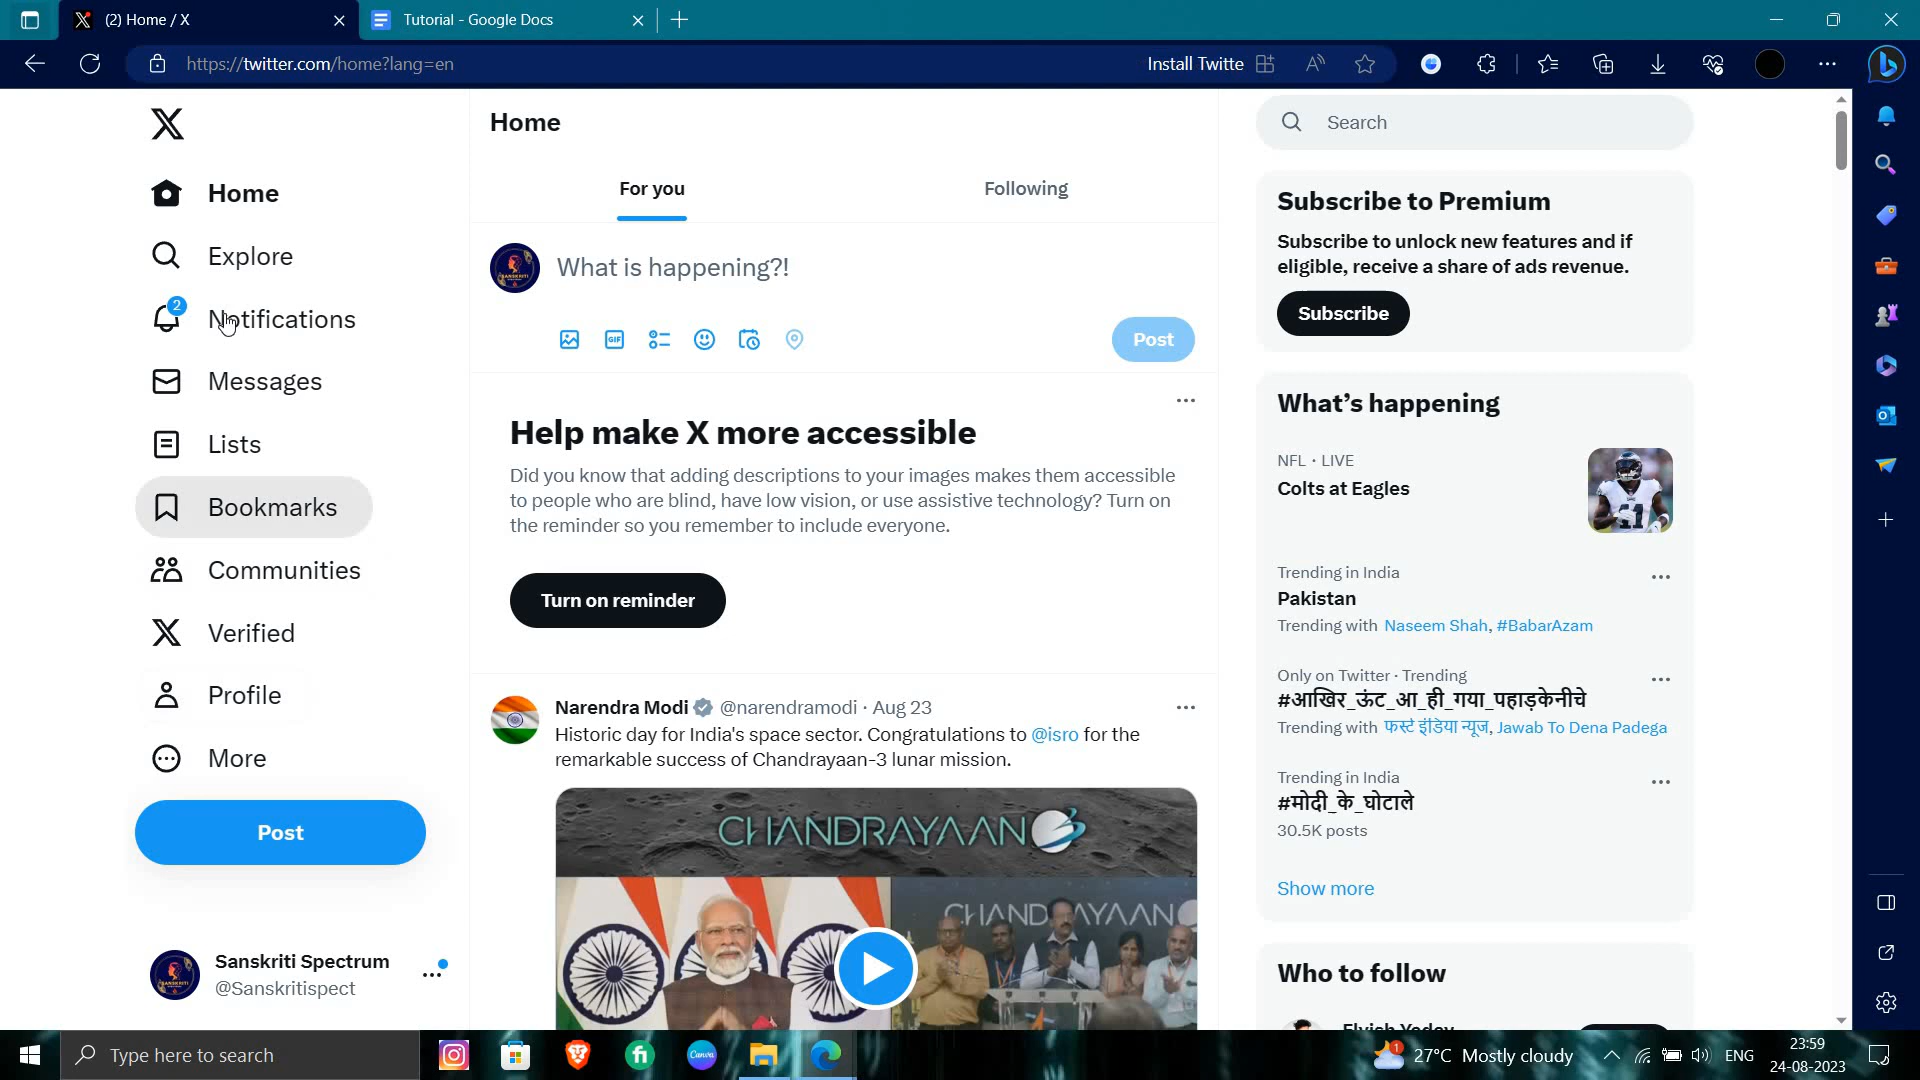 (2) Home / X
Tutorial - Google Docs
https://twitter.com/home?lang=en
Install Twitte
Home
Explore
2
Notifications
Messages
Lists
Bookmarks
Communities
Verified
Profile
More
Post
Sanskriti Spectrum
@Sanskritispect
Home
For you
Following
What is happening?!
GIF
Post
Help make X more accessible
Did you know that adding descriptions to your images makes them accessible
to people who are blind, have low vision, or use assistive technology? Turn on
the reminder so you remember to include everyone.
Turn on reminder
Narendra Modi @narendramodi · Aug 23
Historic day for India's space sector. Congratulations to @isro for the
remarkable success of Chandrayaan-3 lunar mission.
CHANDRAYAAN
CHANDRAYAAN
Search
Subscribe to Premium
Subscribe to unlock new features and if
eligible, receive a share of ads revenue.
Subscribe
What's happening
NFL · LIVE
Colts at Eagles
Trending in India
Pakistan
Trending with Naseem Shah, #BabarAzam
Only on Twitter · Trending
#आखिर_ऊंट_आ_ही_गया_पहाड़केनीचे
Trending with फर्स्ट इंडिया न्यूज, Jawab To Dena Padega
Trending in India
#मोदी_के_घोटाले
30.5K posts
Show more
Who to follow
Elvish Yadav
Type here to search
Canva
1
27°C Mostly cloudy
ENG
23:59
24-08-2023